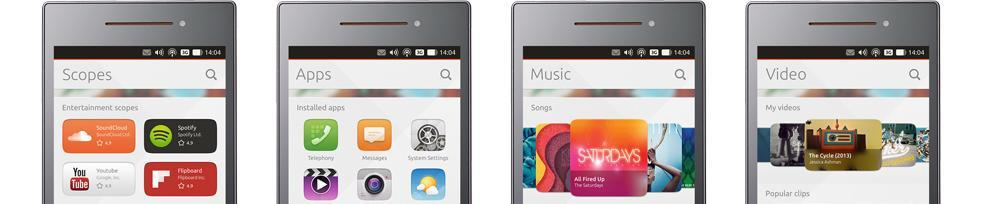 3G 14:04
Scopes
Entertainment scopes
SoundCloud
SoundCloud Ltd.
4.9
Spotify
Spotify Ltd.
4.9
You
Tube
Youtube
Google, Inc.
4.9
Flipboard
Flipboard Inc.
4.9
3G 14:04
Apps
Installed apps
Telephony
Messages
System Settings
3G 14:04
Music
Songs
SATURDAYS
All Fired Up
The Saturdays
3G 14:04
Video
My videos
The Cycle (2013)
Jessica Ashman
Popular clips